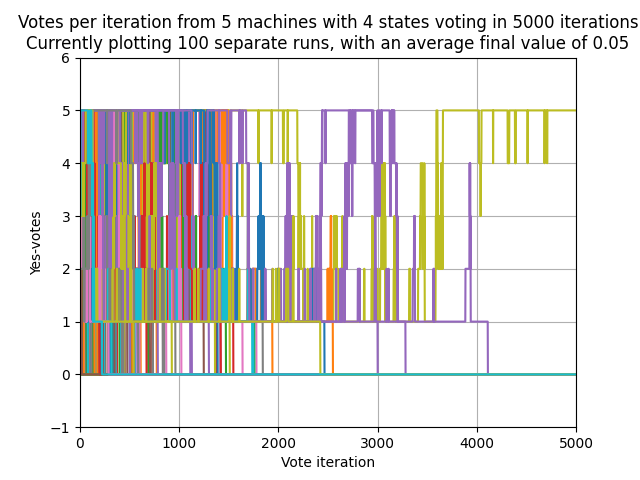 Votes per iteration from 5 machines with 4 states voting in 5000 iterations
Currently plotting 100 separate runs, with an average final value of 0.05
6
5
4
3
2
1
0
−1
Yes-votes
0 1000 2000 3000 4000 5000
Vote iteration